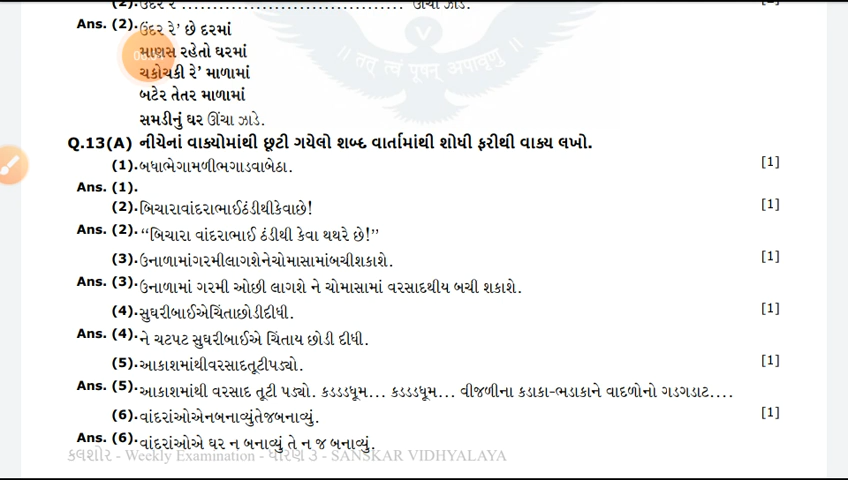 ઊંચા ઝાડે.
Ans. (2). ઉંદર રે' છે દરમાં
માણસ રહેતો ઘરમાં
ચકોચકી રે' માળામાં
બટેર તેતર માળામાં
સમડીનું ઘર ઊંચા ઝાડે.
Q.13(A) નીચેનાં વાક્યોમાંથી છૂટી ગયેલો શબ્દ વાર્તામાંથી શોધી ફરીથી વાક્ય લખો.
(1).બધાભેગામળીભગાડવાબેઠા. [1]
Ans. (1).
(2).બિચારાવાંદરાભાઈઠંડીથીકેવાછે! [1]
Ans. (2). "બિચારા વાંદરાભાઈ ઠંડીથી કેવા થથરે છે!"
(3).ઉનાળામાંગરમીલાગશેનેચોમાસામાંબચીશકાશે. [1]
Ans. (3). ઉનાળામાં ગરમી ઓછી લાગશે ને ચોમાસામાં વરસાદથીય બચી શકાશે.
(4).સુઘરીબાઈએચિંતાછોડીદીધી. [1]
Ans. (4). ને ચટપટ સુઘરીબાઈએ ચિંતાય છોડી દીધી.
(5).આકાશમાંથીવરસાદતૂટીપડ્યો. [1]
Ans. (5). આકાશમાંથી વરસાદ તૂટી પડ્યો. કડડડધૂમ... કડડડધૂમ... વીજળીના કડાકા-ભડાકાને વાદળોનો ગડગડાટ....
(6).વાંદરાંઓએનબનાવ્યુંતેજબનાવ્યું. [1]
Ans. (6). વાંદરાંઓએ ઘર ન બનાવ્યું તે ન જ બનાવ્યું.
કલશોર - Weekly Examination - ધોરણ ૩ - SANSKAR VIDHYALAYA
॥ तत् त्वं पूषन् अपावृणु ॥